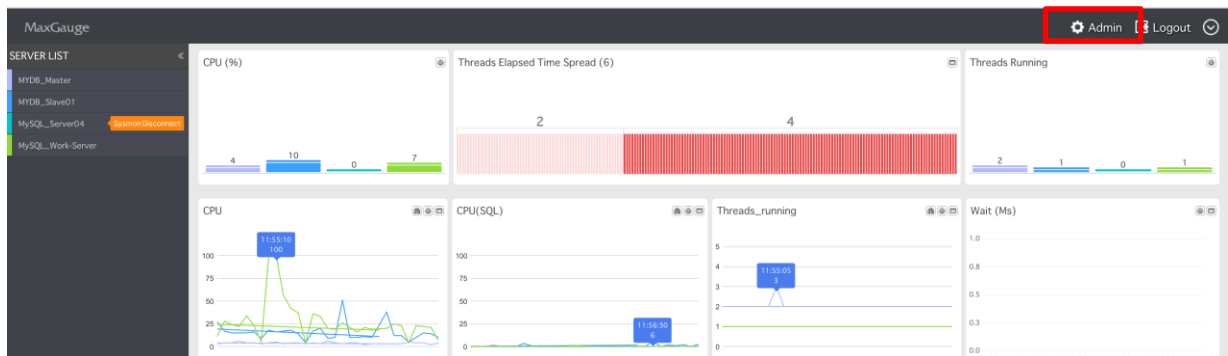 MaxGauge
Admin
Logout
SERVER LIST
MYDB_Master
MYDB_Slave01
MySQL_Server04
Sysmon Disconnect
MySQL_Work-Server
CPU (%)
4
10
0
7
Threads Elapsed Time Spread (6)
2
4
Threads Running
2
1
0
1
CPU
11:55:10
100
100
75
50
25
0
CPU(SQL)
100
75
50
25
0
11:56:30
6
Threads_running
5
4
3
2
1
0
11:55:05
3
Wait (Ms)
1.0
0.8
0.5
0.3
0.0